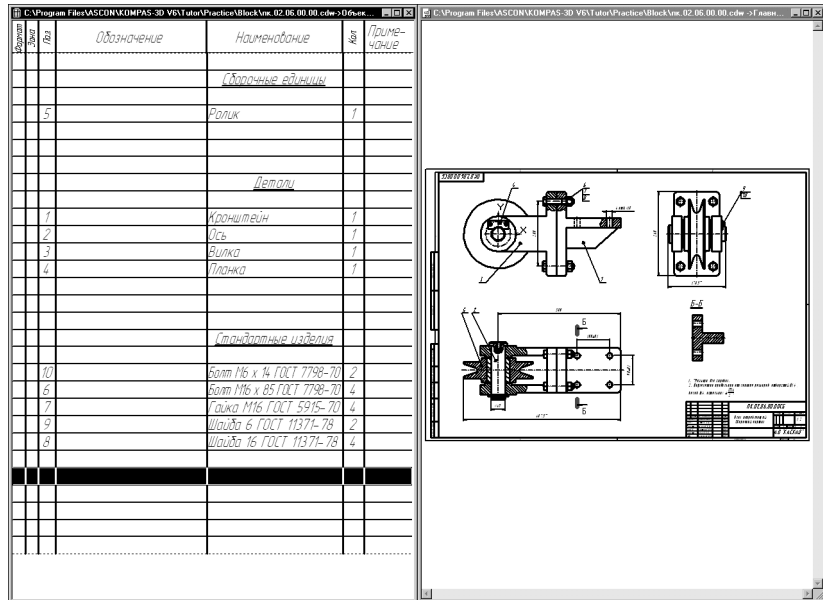 C:\Program Files\ASCON\KOMPAS-3D V6\Tutor\Practice\Block\пк.02.06.00.00.cdw->Объек...
Формат Зона Поз. Обозначение Наименование Кол Приме-
чание
Сборочные единицы
5 Ролик 1
Детали
1 Кронштейн 1
2 Ось 1
3 Вилка 1
4 Планка 1
Стандартные изделия
10 Болт М6 х 14 ГОСТ 7798-70 2
6 Болт М16 х 85 ГОСТ 7798-70 4
7 Гайка М16 ГОСТ 5915-70 4
9 Шайба 6 ГОСТ 11371-78 2
8 Шайба 16 ГОСТ 11371-78 4
C:\Program Files\ASCON\KOMPAS-3D V6\Tutor\Practice\Block\пк.02.06.00.00.cdw ->Главн...
Y
X
Б-Б
Б
Б